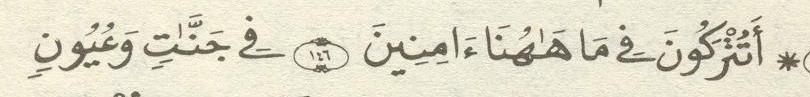 * أَتُتْرَكُونَ فِي مَا هَٰهُنَا ءَامِنِينَ ١٤٦ فِي جَنَّٰتٍ وَعُيُونٍ